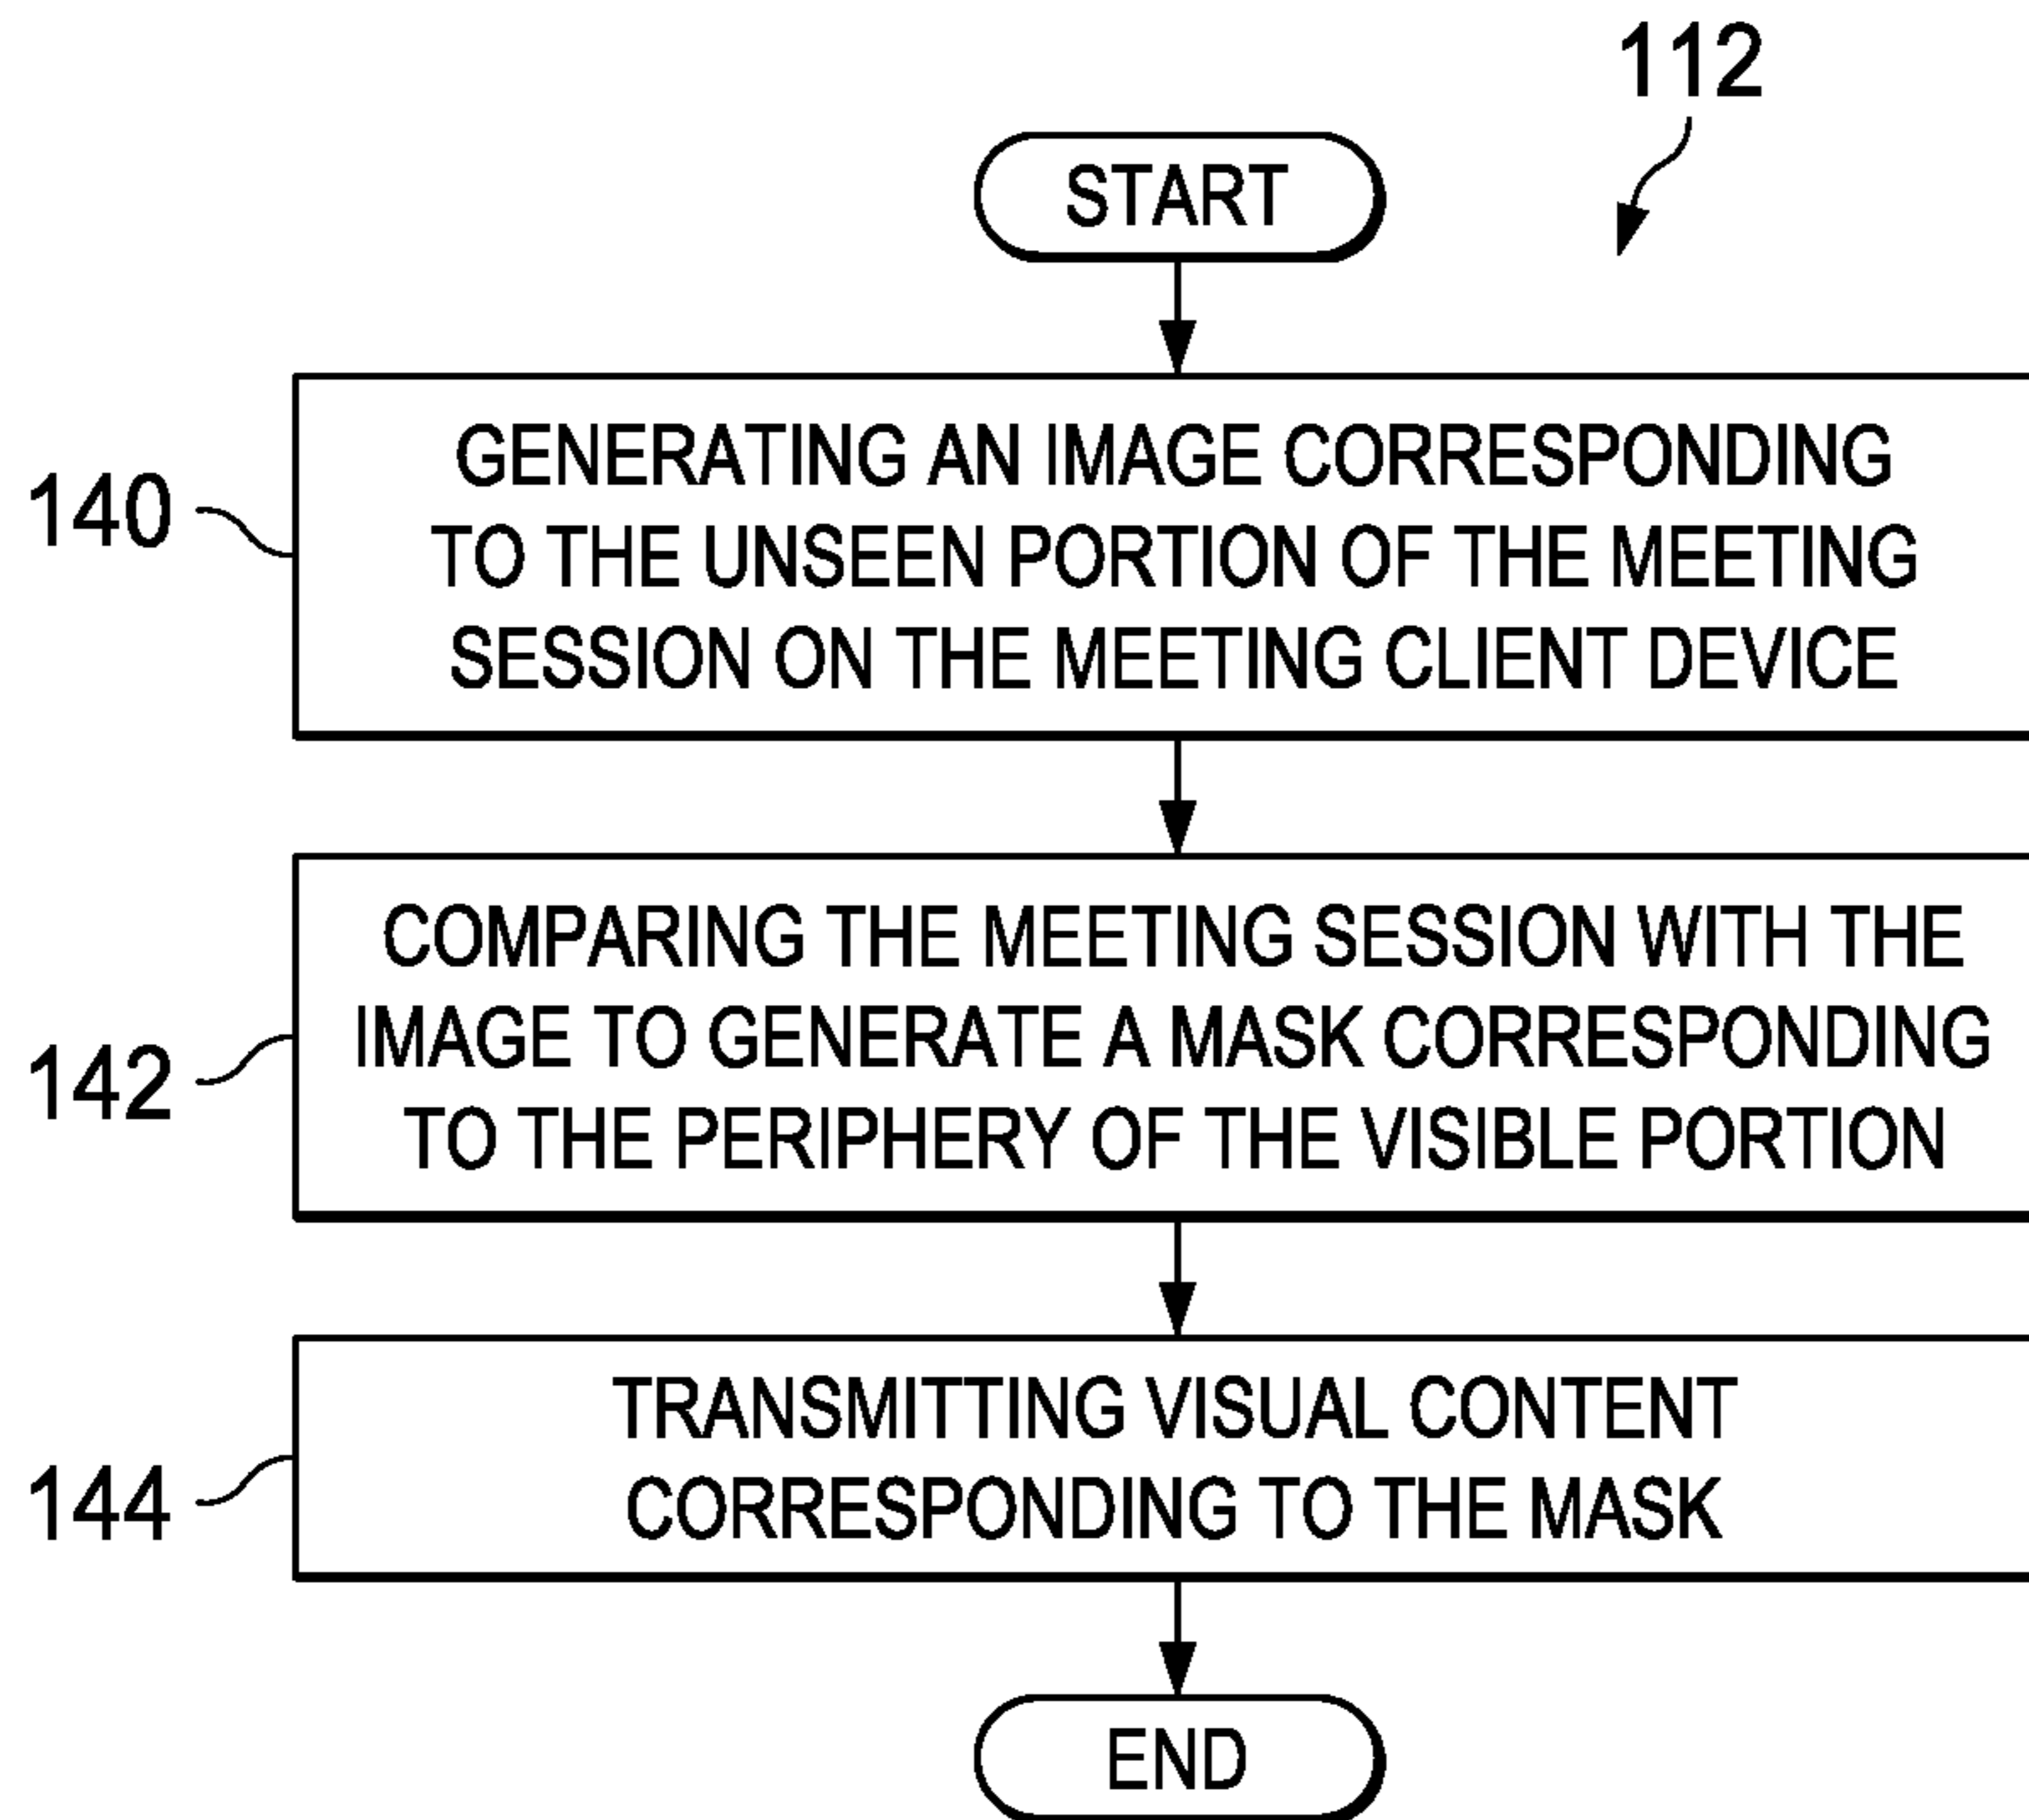 112
START
140
GENERATING AN IMAGE CORRESPONDING
TO THE UNSEEN PORTION OF THE MEETING
SESSION ON THE MEETING CLIENT DEVICE
142
COMPARING THE MEETING SESSION WITH THE
IMAGE TO GENERATE A MASK CORRESPONDING
TO THE PERIPHERY OF THE VISIBLE PORTION
144
TRANSMITTING VISUAL CONTENT
CORRESPONDING TO THE MASK
END